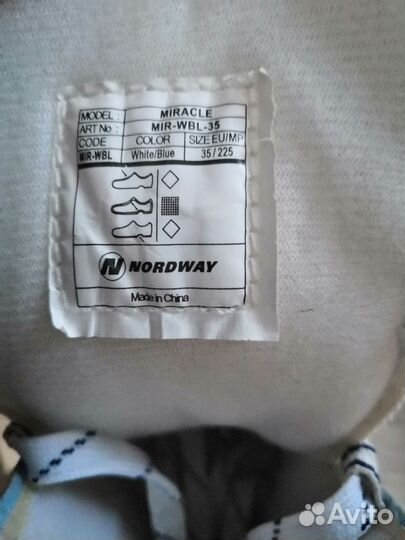 MODEL : MIRACLE
ART No : MIR-WBL-35
CODE COLOR SIZE EU/MP
MIR-WBL White/Blue 35/225
NORDWAY
Made in China
Avito